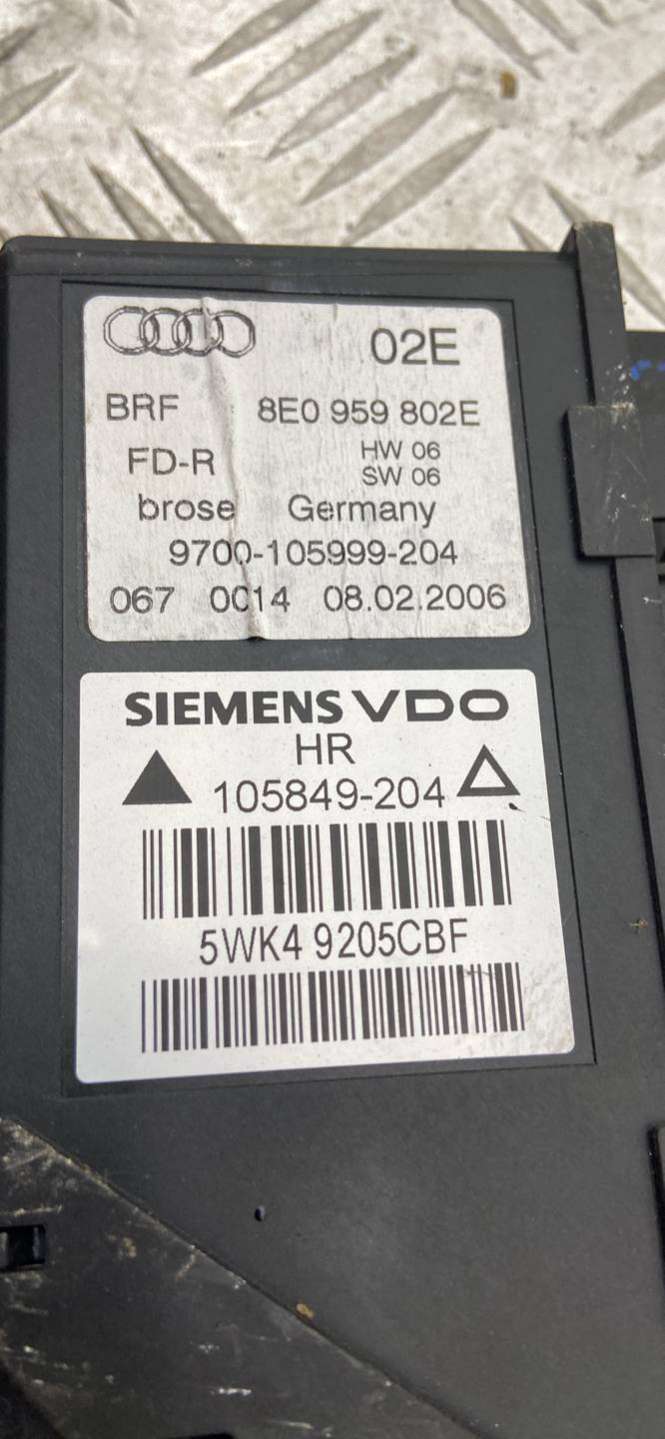 02E
BRF 8E0 959 802E
FD-R HW 06
SW 06
brose Germany
9700-105999-204
067 0014 08.02.2006
SIEMENS VDO
HR
105849-204
5WK4 9205CBF